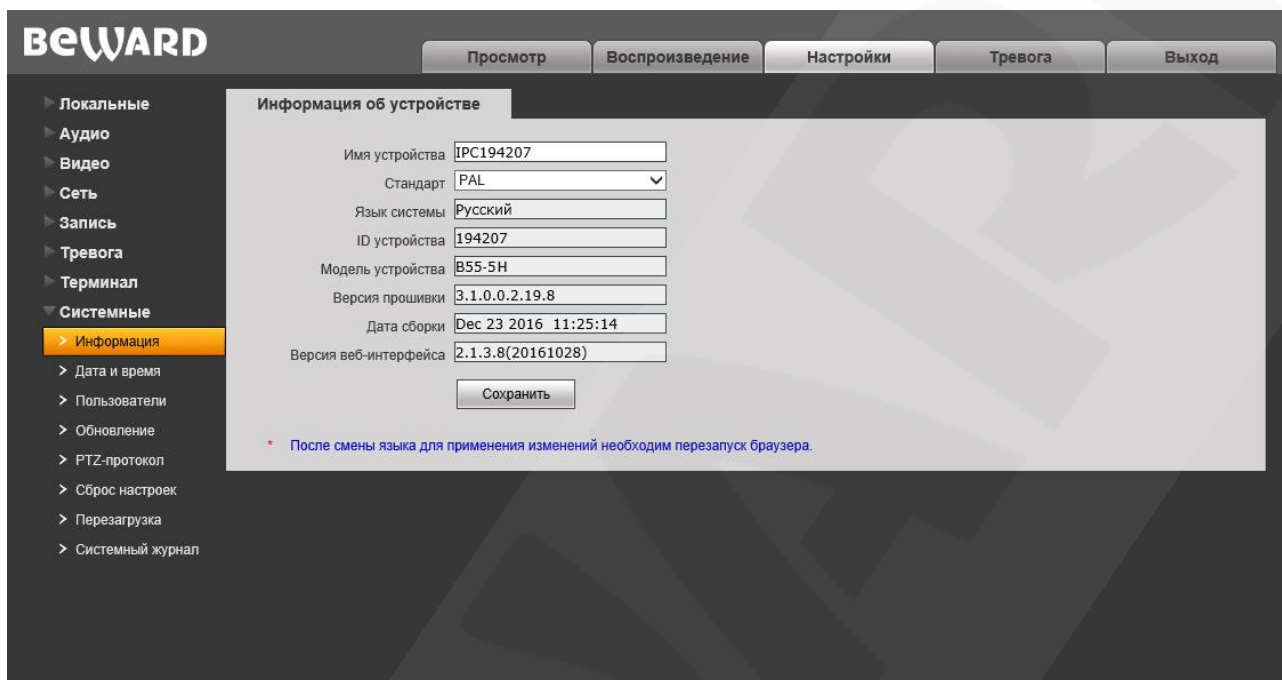 BEWARD
Просмотр Воспроизведение Настройки Тревога Выход
Локальные
Аудио
Видео
Сеть
Запись
Тревога
Терминал
Системные
Информация
Дата и время
Пользователи
Обновление
PTZ-протокол
Сброс настроек
Перезагрузка
Системный журнал
Информация об устройстве
Имя устройства IPC194207
Стандарт PAL
Язык системы Русский
ID устройства 194207
Модель устройства B55-5H
Версия прошивки 3.1.0.0.2.19.8
Дата сборки Dec 23 2016 11:25:14
Версия веб-интерфейса 2.1.3.8(20161028)
Сохранить
* После смены языка для применения изменений необходим перезапуск браузера.